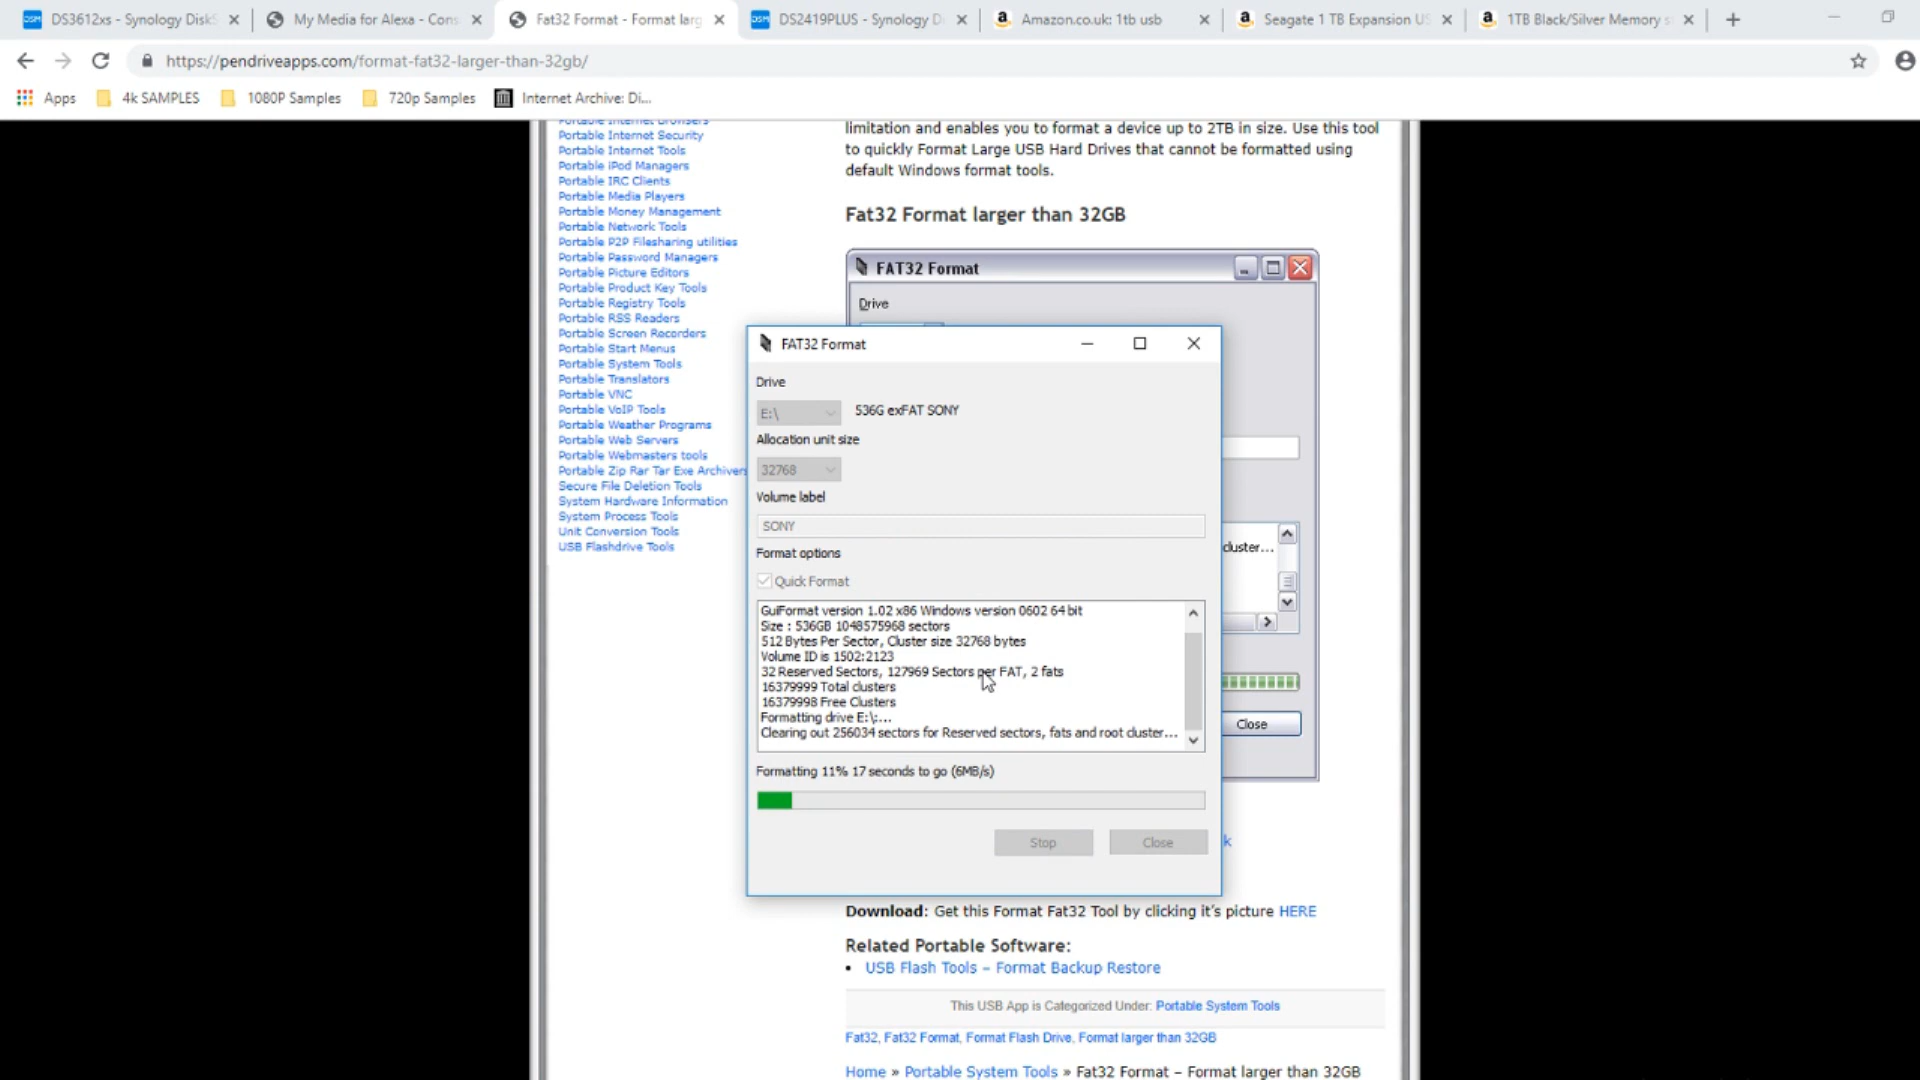 DS3612xs - Synology DiskS
My Media for Alexa - Cons
Fat32 Format - Format larg
DS2419PLUS - Synology D
Amazon.co.uk: 1tb usb
Seagate 1 TB Expansion US
1TB Black/Silver Memory s
https://pendriveapps.com/format-fat32-larger-than-32gb/
Apps
4k SAMPLES
1080P Samples
720p Samples
Internet Archive: Di...
Portable Internet Browsers
Portable Internet Security
Portable Internet Tools
Portable iPod Managers
Portable IRC Clients
Portable Media Players
Portable Money Management
Portable Network Tools
Portable P2P Filesharing utilities
Portable Password Managers
Portable Picture Editors
Portable Product Key Tools
Portable Registry Tools
Portable RSS Readers
Portable Screen Recorders
Portable Start Menus
Portable System Tools
Portable Translators
Portable VNC
Portable VoIP Tools
Portable Weather Programs
Portable Web Servers
Portable Webmasters tools
Portable Zip Rar Tar Exe Archivers
Secure File Deletion Tools
System Hardware Information
System Process Tools
Unit Conversion Tools
USB Flashdrive Tools
limitation and enables you to format a device up to 2TB in size. Use this tool
to quickly Format Large USB Hard Drives that cannot be formatted using
default Windows format tools.
Fat32 Format larger than 32GB
FAT32 Format
Drive
cluster...
Close
FAT32 Format
Drive
E:\
536G exFAT SONY
Allocation unit size
32768
Volume label
SONY
Format options
Quick Format
GuiFormat version 1.02 x86 Windows version 0602 64 bit
Size : 536GB 1048575968 sectors
512 Bytes Per Sector, Cluster size 32768 bytes
Volume ID is 1502:2123
32 Reserved Sectors, 127969 Sectors per FAT, 2 fats
16379999 Total clusters
16379998 Free Clusters
Formatting drive E:\:...
Clearing out 256034 sectors for Reserved sectors, fats and root cluster...
Formatting 11% 17 seconds to go (6MB/s)
Stop
Close
k
Download: Get this Format Fat32 Tool by clicking it's picture HERE
Related Portable Software:
USB Flash Tools – Format Backup Restore
This USB App is Categorized Under: Portable System Tools
Fat32, Fat32 Format, Format Flash Drive, Format larger than 32GB
Home » Portable System Tools » Fat32 Format – Format larger than 32GB